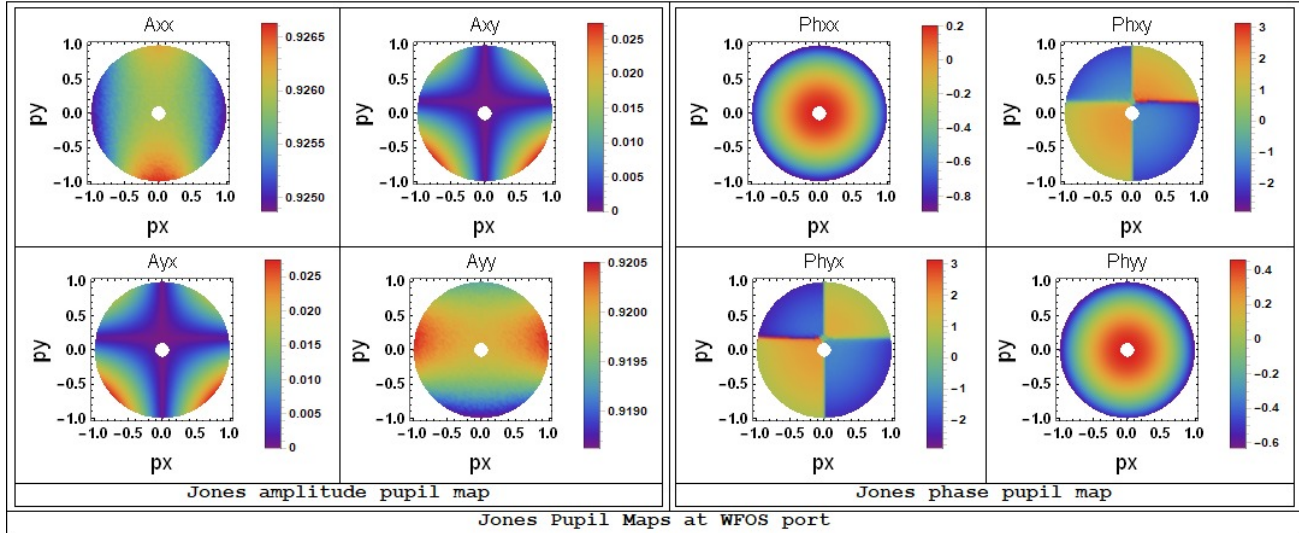 Axx
1.0
0.5
0.0
-0.5
-1.0
-1.0 -0.5 0.0 0.5 1.0
py
px
0.9265
0.9260
0.9255
0.9250
Axy
1.0
0.5
0.0
-0.5
-1.0
-1.0 -0.5 0.0 0.5 1.0
py
px
0.025
0.020
0.015
0.010
0.005
0
Phxx
1.0
0.5
0.0
-0.5
-1.0
-1.0 -0.5 0.0 0.5 1.0
py
px
0.2
0
-0.2
-0.4
-0.6
-0.8
Phxy
1.0
0.5
0.0
-0.5
-1.0
-1.0 -0.5 0.0 0.5 1.0
py
px
3
2
1
0
-1
-2
Ayx
1.0
0.5
0.0
-0.5
-1.0
-1.0 -0.5 0.0 0.5 1.0
py
px
0.025
0.020
0.015
0.010
0.005
0
Ayy
1.0
0.5
0.0
-0.5
-1.0
-1.0 -0.5 0.0 0.5 1.0
py
px
0.9205
0.9200
0.9195
0.9190
Phyx
1.0
0.5
0.0
-0.5
-1.0
-1.0 -0.5 0.0 0.5 1.0
py
px
3
2
1
0
-1
-2
Phyy
1.0
0.5
0.0
-0.5
-1.0
-1.0 -0.5 0.0 0.5 1.0
py
px
0.4
0.2
0
-0.2
-0.4
-0.6
Jones amplitude pupil map
Jones phase pupil map
Jones Pupil Maps at WFOS port